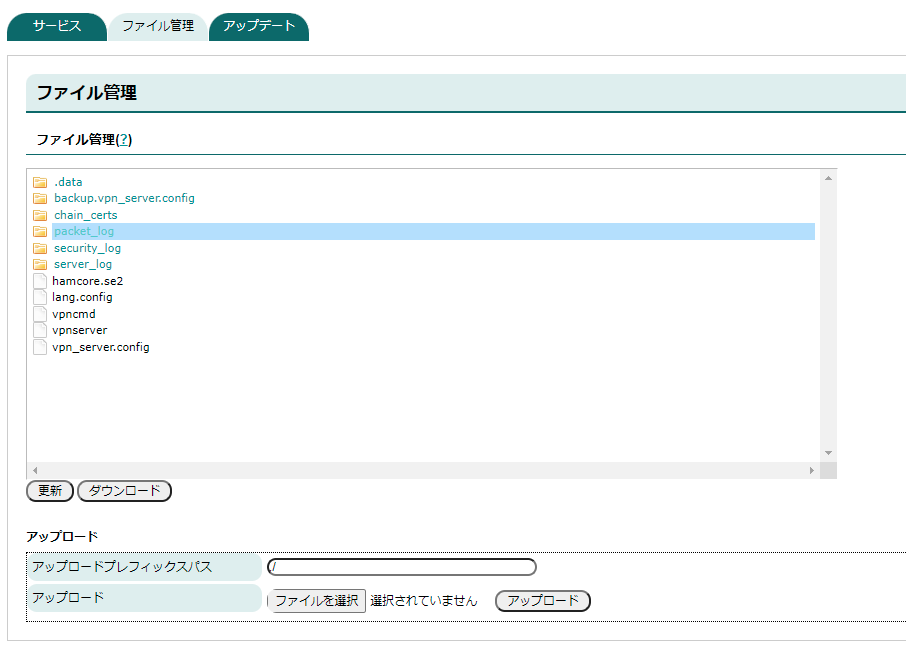 サービス ファイル管理 アップデート
ファイル管理
ファイル管理(?)
.data
backup.vpn_server.config
chain_certs
packet_log
security_log
server_log
hamcore.se2
lang.config
vpncmd
vpnserver
vpn_server.config
更新 ダウンロード
アップロード
アップロードプレフィックスパス /
アップロード ファイルを選択 選択されていません アップロード